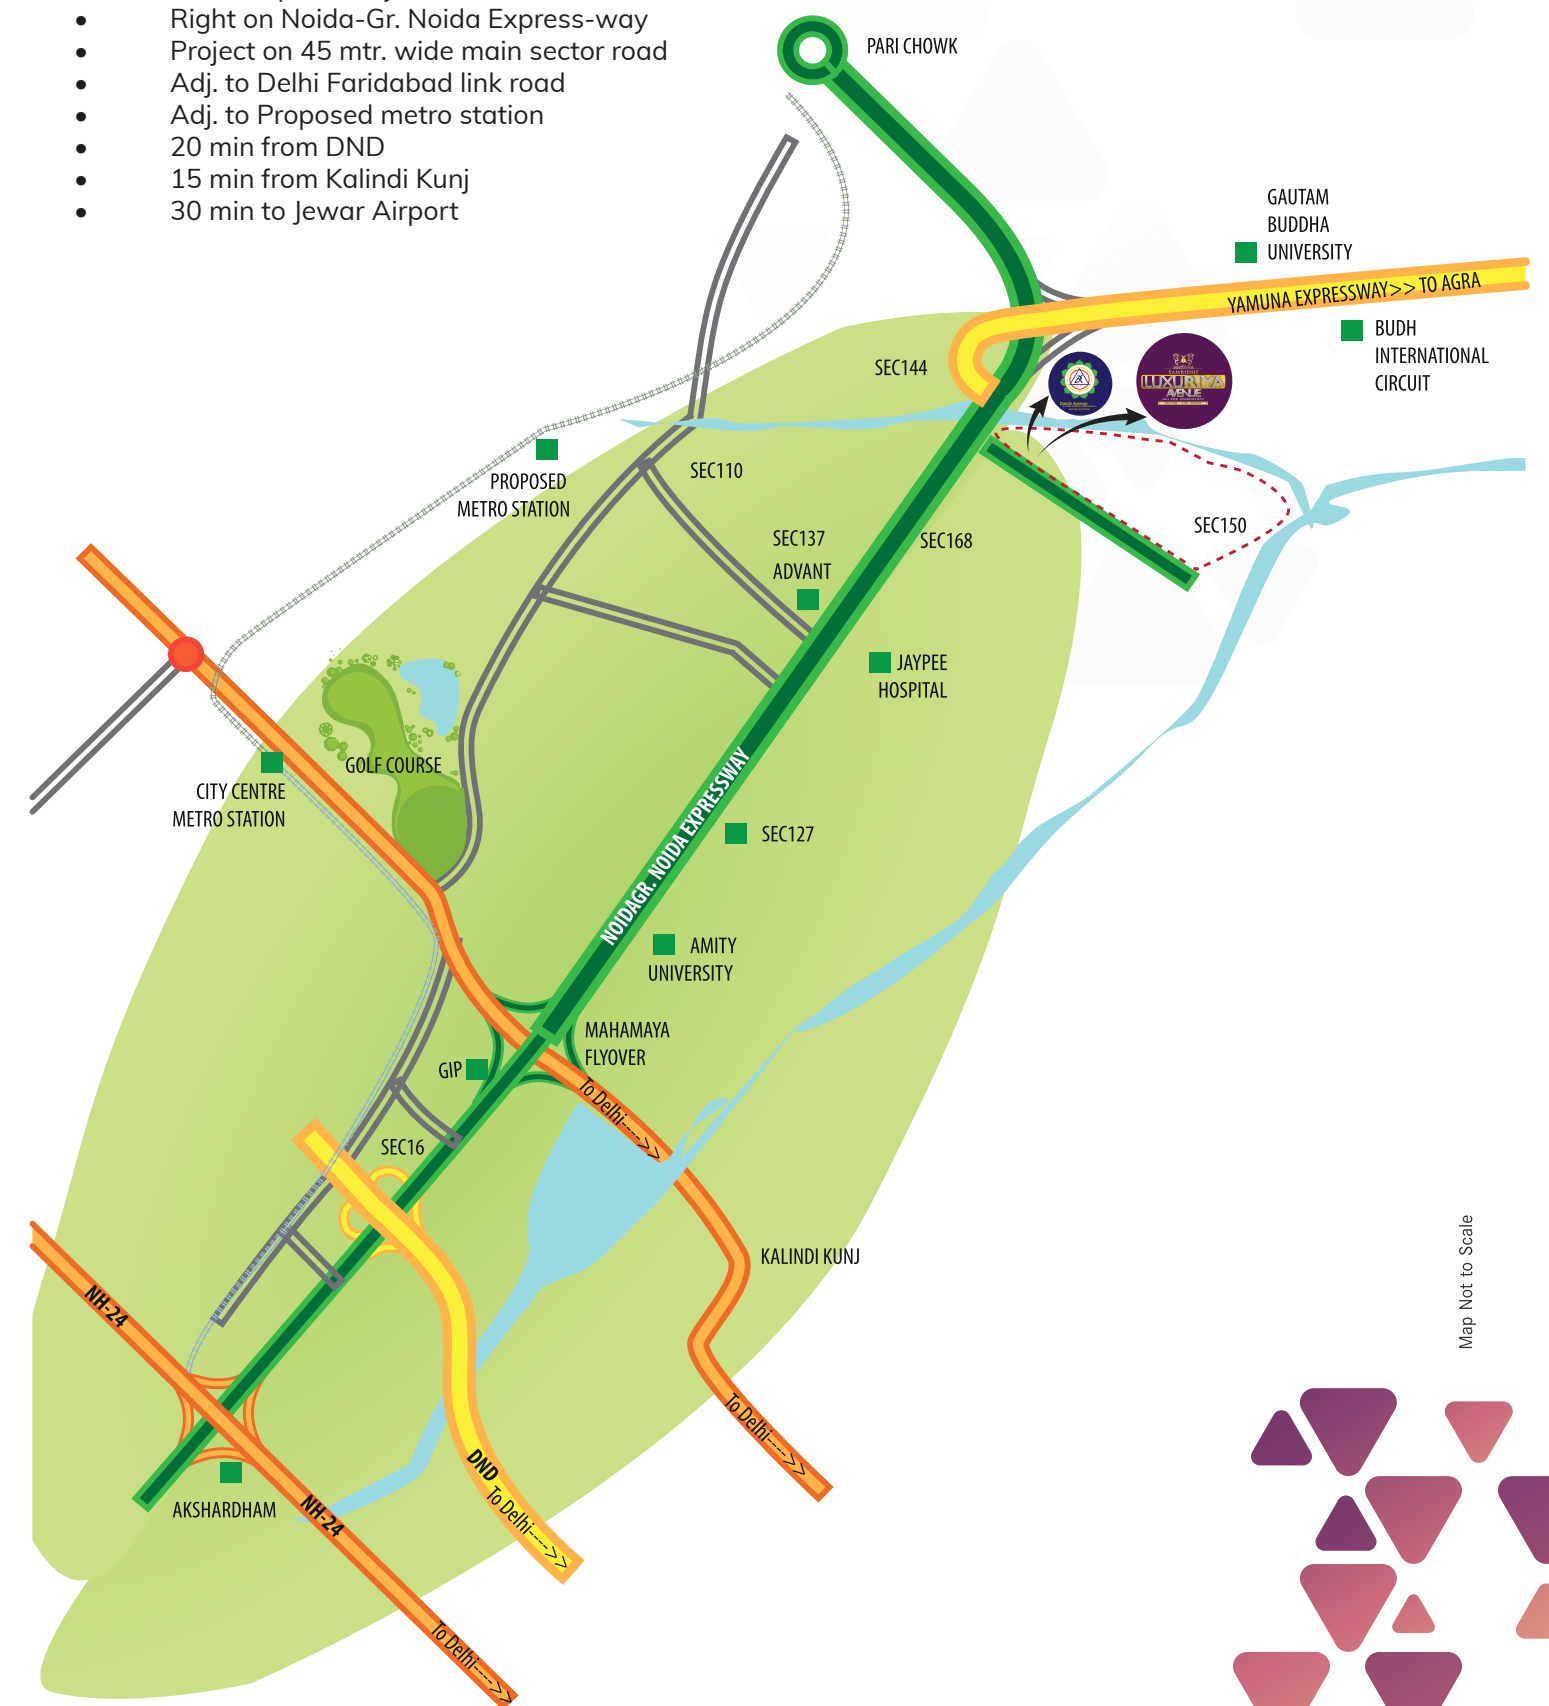 • Right on Noida-Gr. Noida Express-way
• Project on 45 mtr. wide main sector road
• Adj. to Delhi Faridabad link road
• Adj. to Proposed metro station
• 20 min from DND
• 15 min from Kalindi Kunj
• 30 min to Jewar Airport
PARI CHOWK
GAUTAM
BUDDHA
UNIVERSITY
YAMUNA EXPRESSWAY>> TO AGRA
BUDH
INTERNATIONAL
CIRCUIT
SEC144
SAMRIDHI
LUXURIYA
AVENUE
PROPOSED
METRO STATION
SEC110
SEC137
ADVANT
SEC168
SEC150
JAYPEE
HOSPITAL
GOLF COURSE
CITY CENTRE
METRO STATION
NOIDAGR. NOIDA EXPRESSWAY
SEC127
AMITY
UNIVERSITY
MAHAMAYA
FLYOVER
GIP
To Delhi---->>
SEC16
KALINDI KUNJ
NH-24
To Delhi---->>
DND
To Delhi---->>
AKSHARDHAM
NH-24
To Delhi---->>
Map Not to Scale